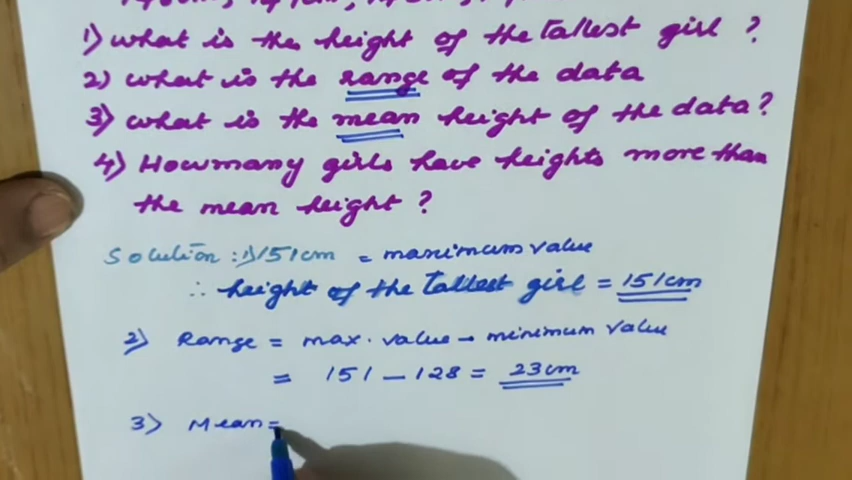 1) what is the height of the tallest girl ?
2) what is the range of the data
3) what is the mean height of the data?
4) Howmany girls have heights more than
the mean height ?
Solution : 1) 151cm = maximum value
∴ height of the Tallest girl = 151cm
2) Range = max. value - minimum value
= 151 - 128 = 23cm
3) Mean =